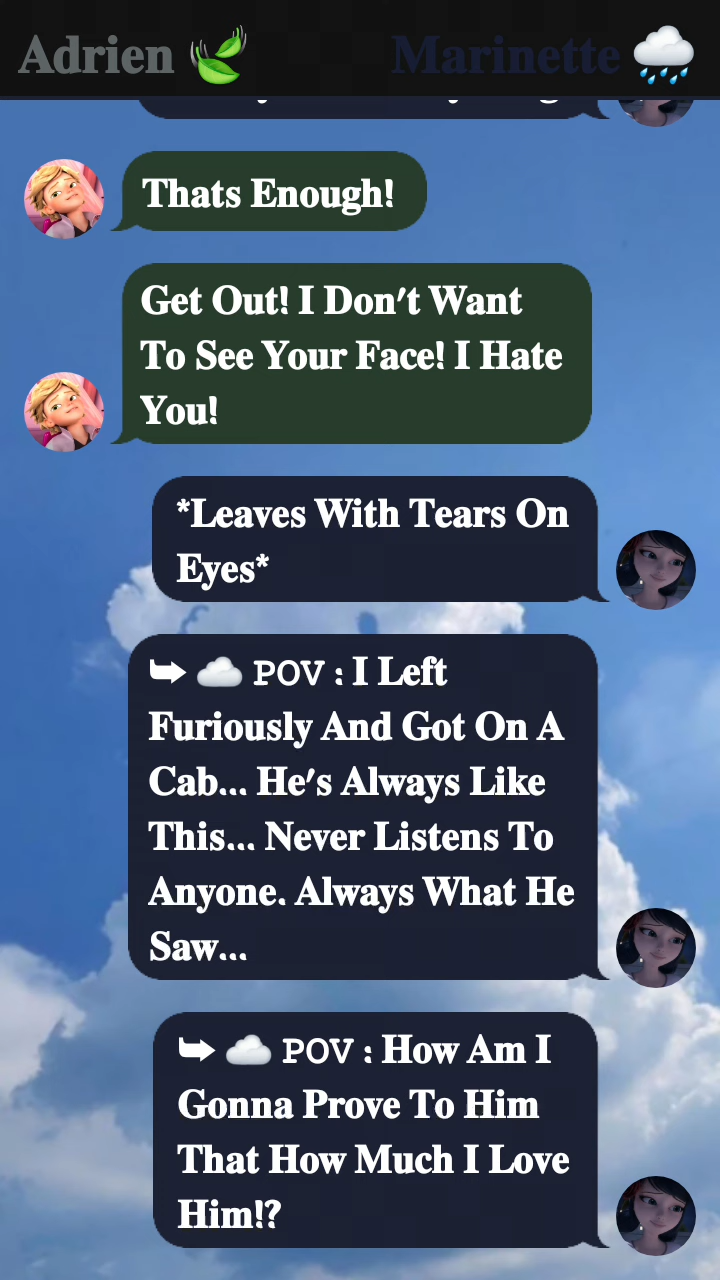 Adrien 🍃 Marinette 🌧️
Thats Enough!
Get Out! I Don't Want
To See Your Face! I Hate
You!
*Leaves With Tears On
Eyes*
⮩ ☁️ POV : I Left
Furiously And Got On A
Cab... He's Always Like
This... Never Listens To
Anyone. Always What He
Saw...
⮩ ☁️ POV : How Am I
Gonna Prove To Him
That How Much I Love
Him!?